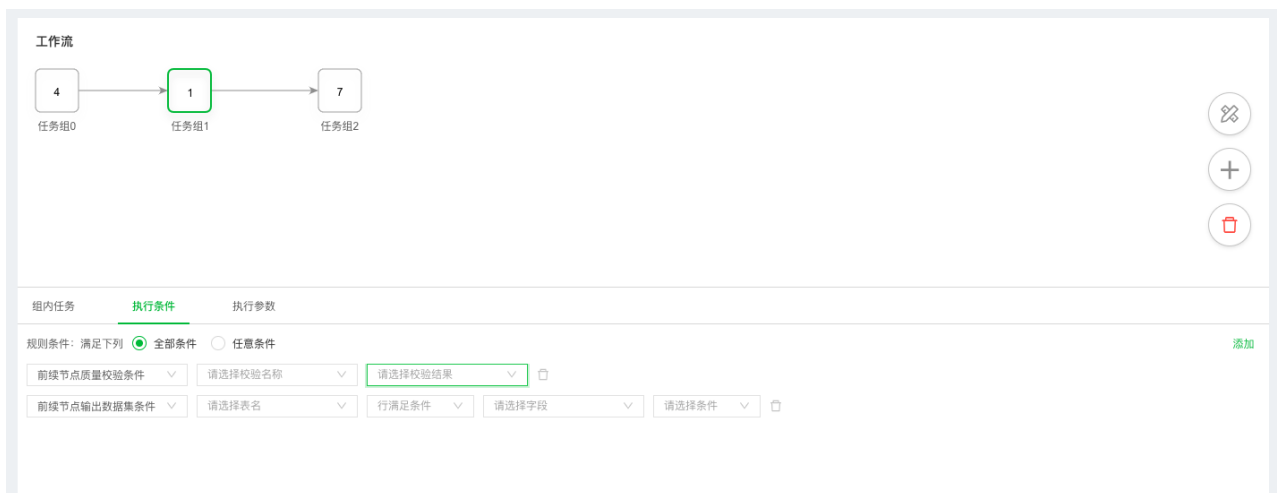 工作流
4 1 7
任务组0 任务组1 任务组2
组内任务 执行条件 执行参数
规则条件：满足下列 全部条件 任意条件 添加
前续节点质量校验条件 请选择校验名称 请选择校验结果
前续节点输出数据集条件 请选择表名 行满足条件 请选择字段 请选择条件